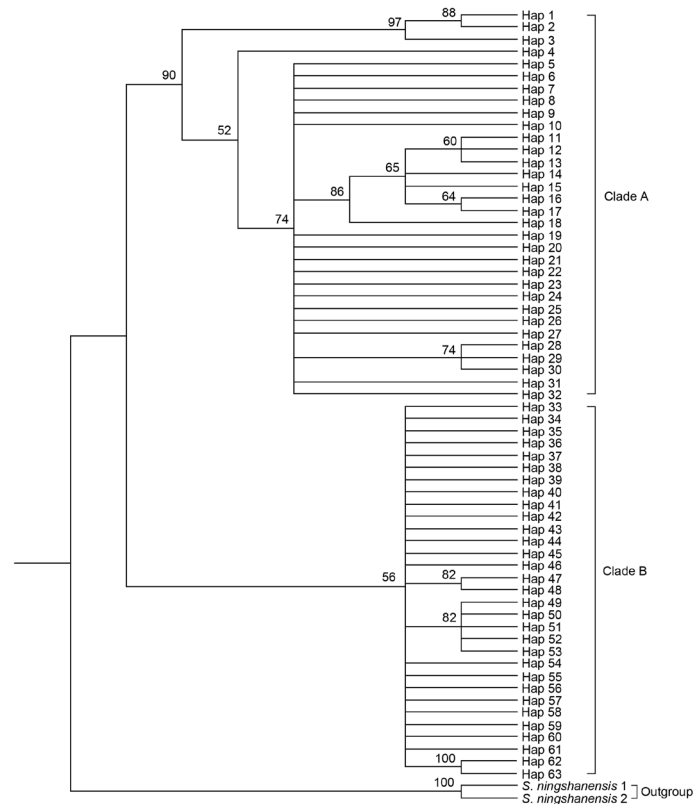 88
Hap 1
97
Hap 2
Hap 3
Hap 4
90
Hap 5
Hap 6
Hap 7
Hap 8
Hap 9
52
Hap 10
60
Hap 11
Hap 12
65
Hap 13
Hap 14
86
Hap 15
64
Hap 16
Clade A
Hap 17
74
Hap 18
Hap 19
Hap 20
Hap 21
Hap 22
Hap 23
Hap 24
Hap 25
Hap 26
Hap 27
74
Hap 28
Hap 29
Hap 30
Hap 31
Hap 32
Hap 33
Hap 34
Hap 35
Hap 36
Hap 37
Hap 38
Hap 39
Hap 40
Hap 41
Hap 42
Hap 43
Hap 44
Hap 45
Hap 46
56
82
Hap 47
Clade B
Hap 48
Hap 49
82
Hap 50
Hap 51
Hap 52
Hap 53
Hap 54
Hap 55
Hap 56
Hap 57
Hap 58
Hap 59
Hap 60
Hap 61
100
Hap 62
Hap 63
100
S. ningshanensis 1
Outgroup
S. ningshanensis 2